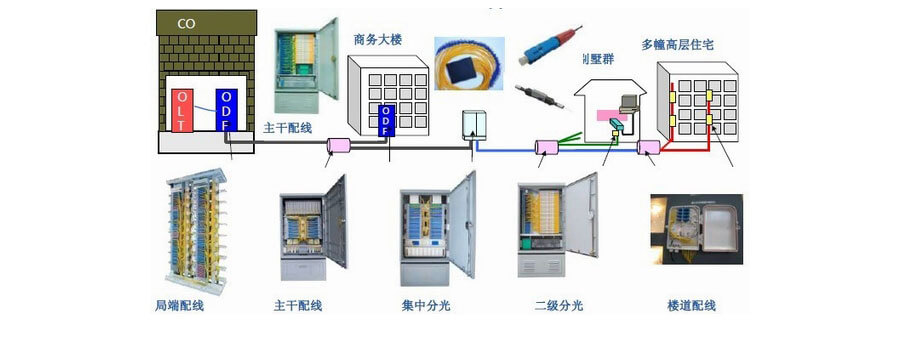 CO
商务大楼
多幢高层住宅
别墅群
OLT
ODF
ODF
主干配线
局端配线
主干配线
集中分光
二级分光
楼道配线